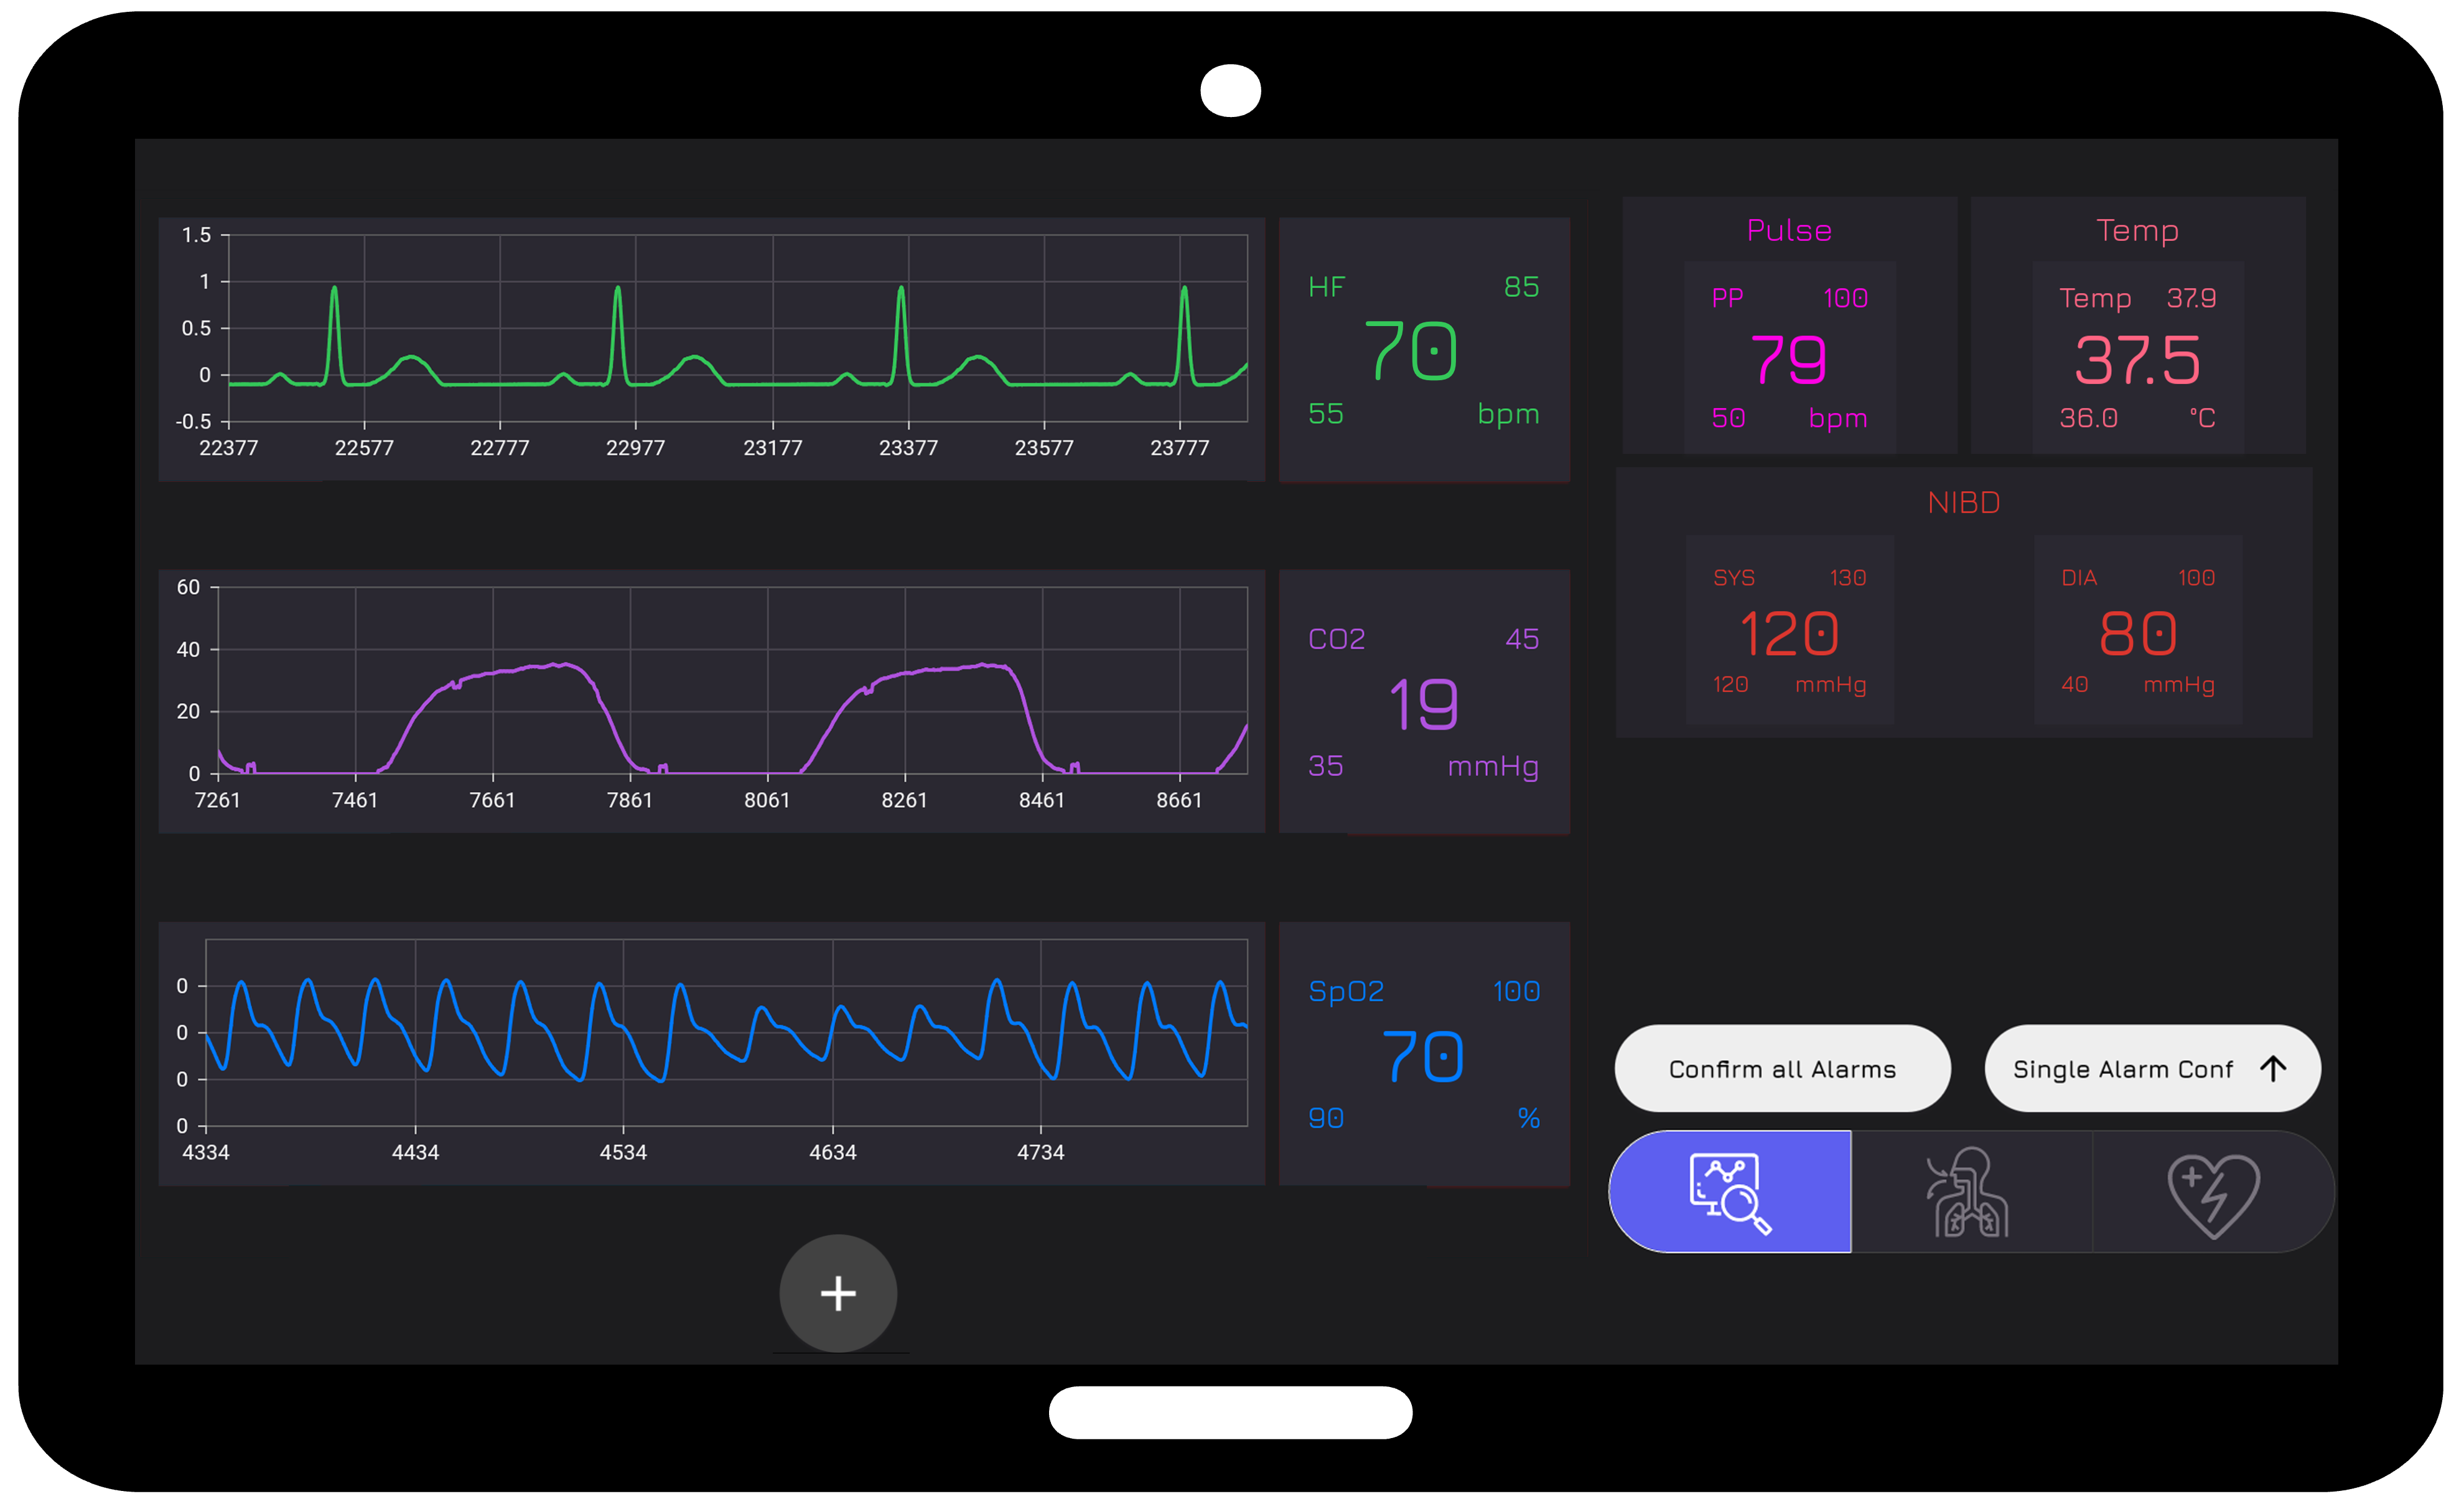 1.5
1
0.5
0
-0.5
22377 22577 22777 22977 23177 23377 23577 23777
HF 85
70
55 bpm
60
40
20
0
7261 7461 7661 7861 8061 8261 8461 8661
CO2 45
19
35 mmHg
0
0
0
0
4334 4434 4534 4634 4734
SpO2 100
70
90 %
Pulse
PP 100
79
50 bpm
Temp
Temp 37.9
37.5
36.0 °C
NIBD
SYS 130
120
120 mmHg
DIA 100
80
40 mmHg
Confirm all Alarms
Single Alarm Conf